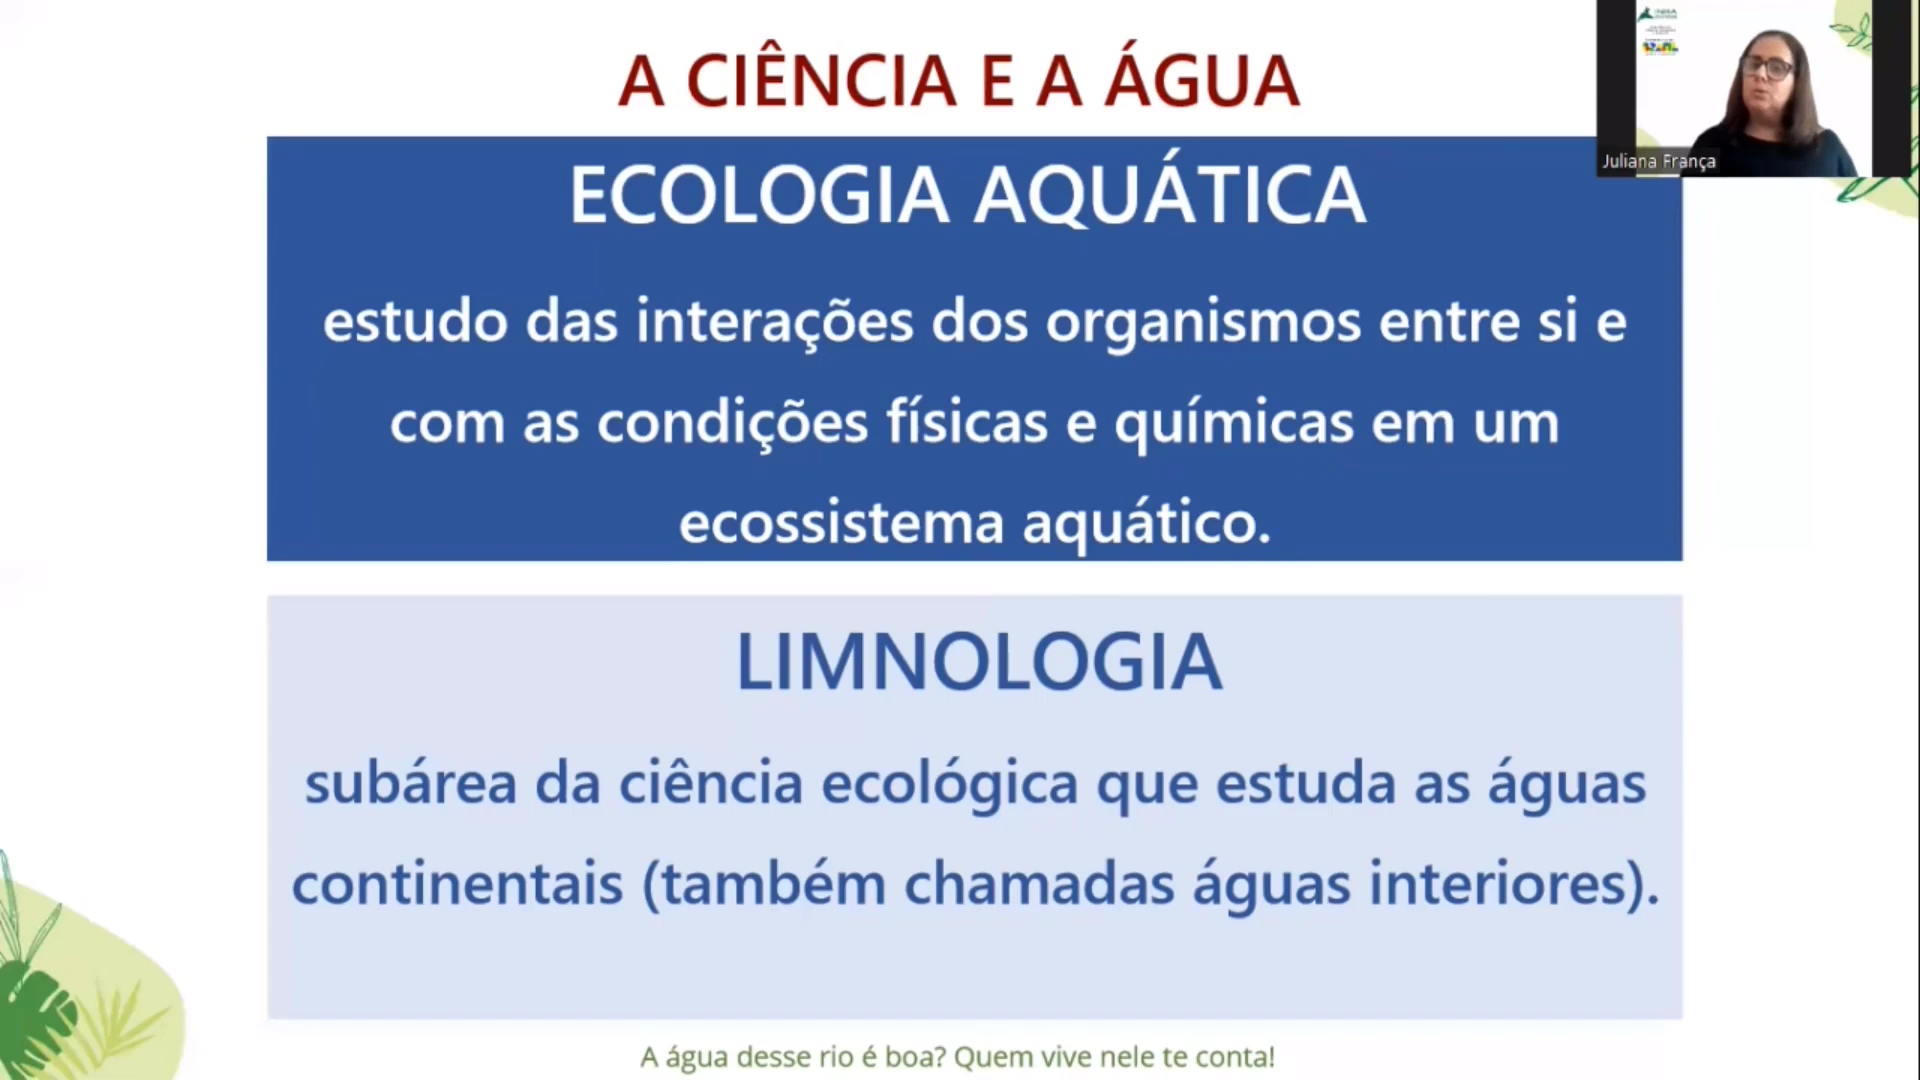 A CIÊNCIA E A ÁGUA
ECOLOGIA AQUÁTICA
estudo das interações dos organismos entre si e
com as condições físicas e químicas em um
ecossistema aquático.
LIMNOLOGIA
subárea da ciência ecológica que estuda as águas
continentais (também chamadas águas interiores).
A água desse rio é boa? Quem vive nele te conta!
Juliana França